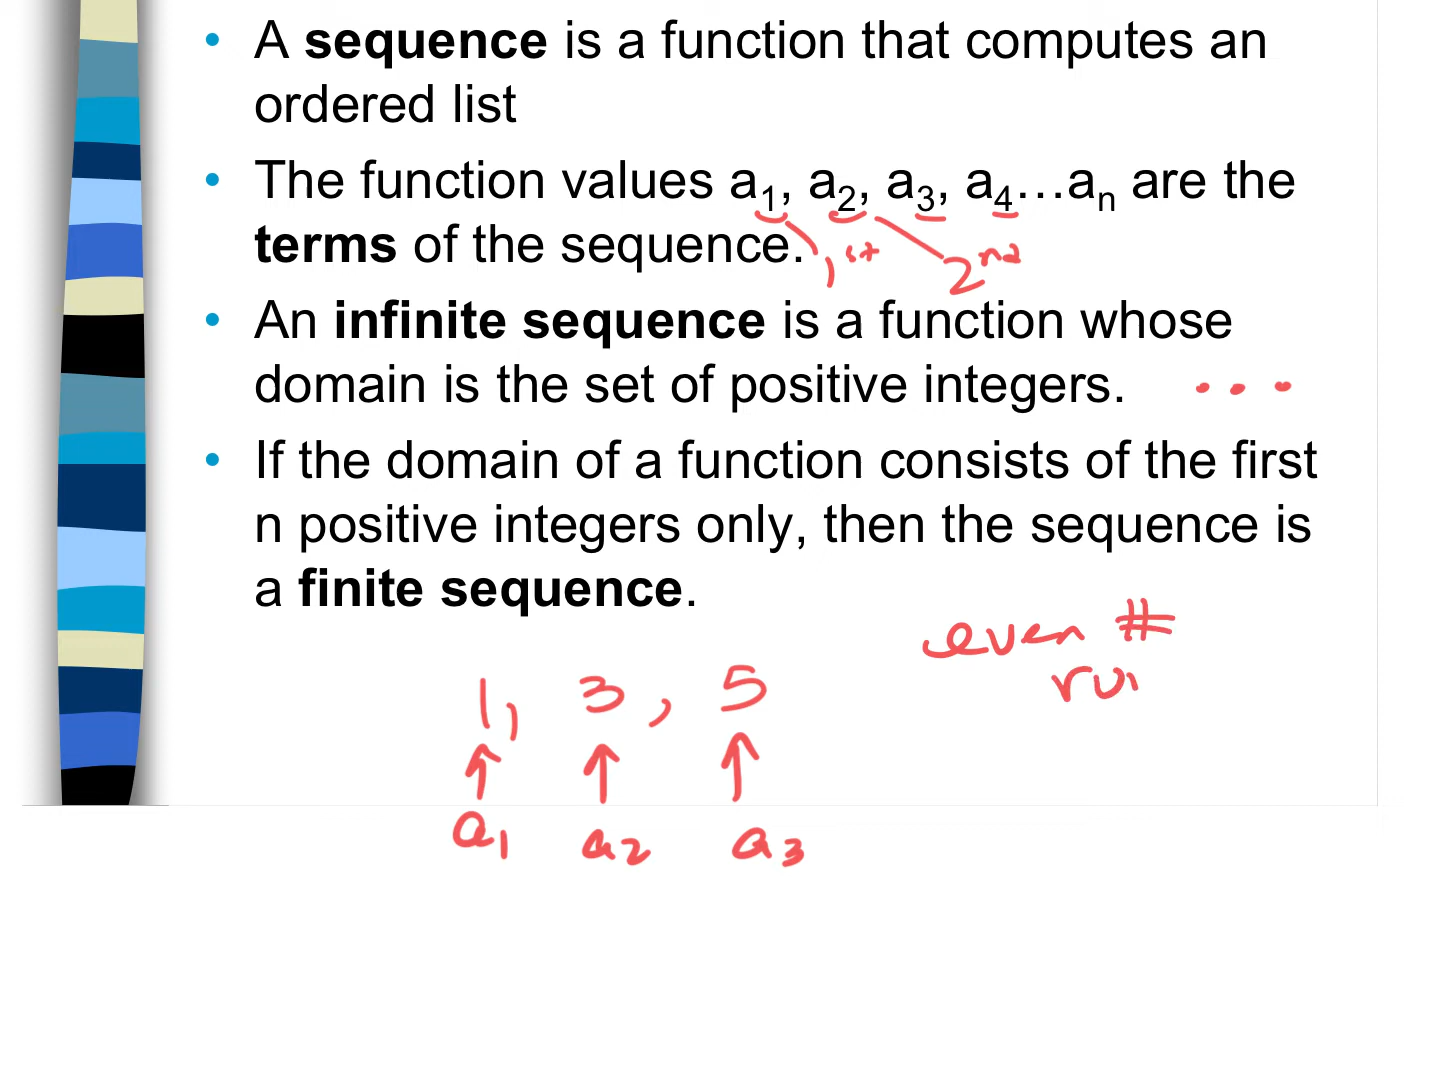 • A sequence is a function that computes an
ordered list
• The function values a₁, a₂, a₃, a₄…aₙ are the
terms of the sequence.
1st 2nd
• An infinite sequence is a function whose
domain is the set of positive integers. ...
• If the domain of a function consists of the first
n positive integers only, then the sequence is
a finite sequence.
even #
1, 3, 5
↑ ↑ ↑
a₁ a₂ a₃